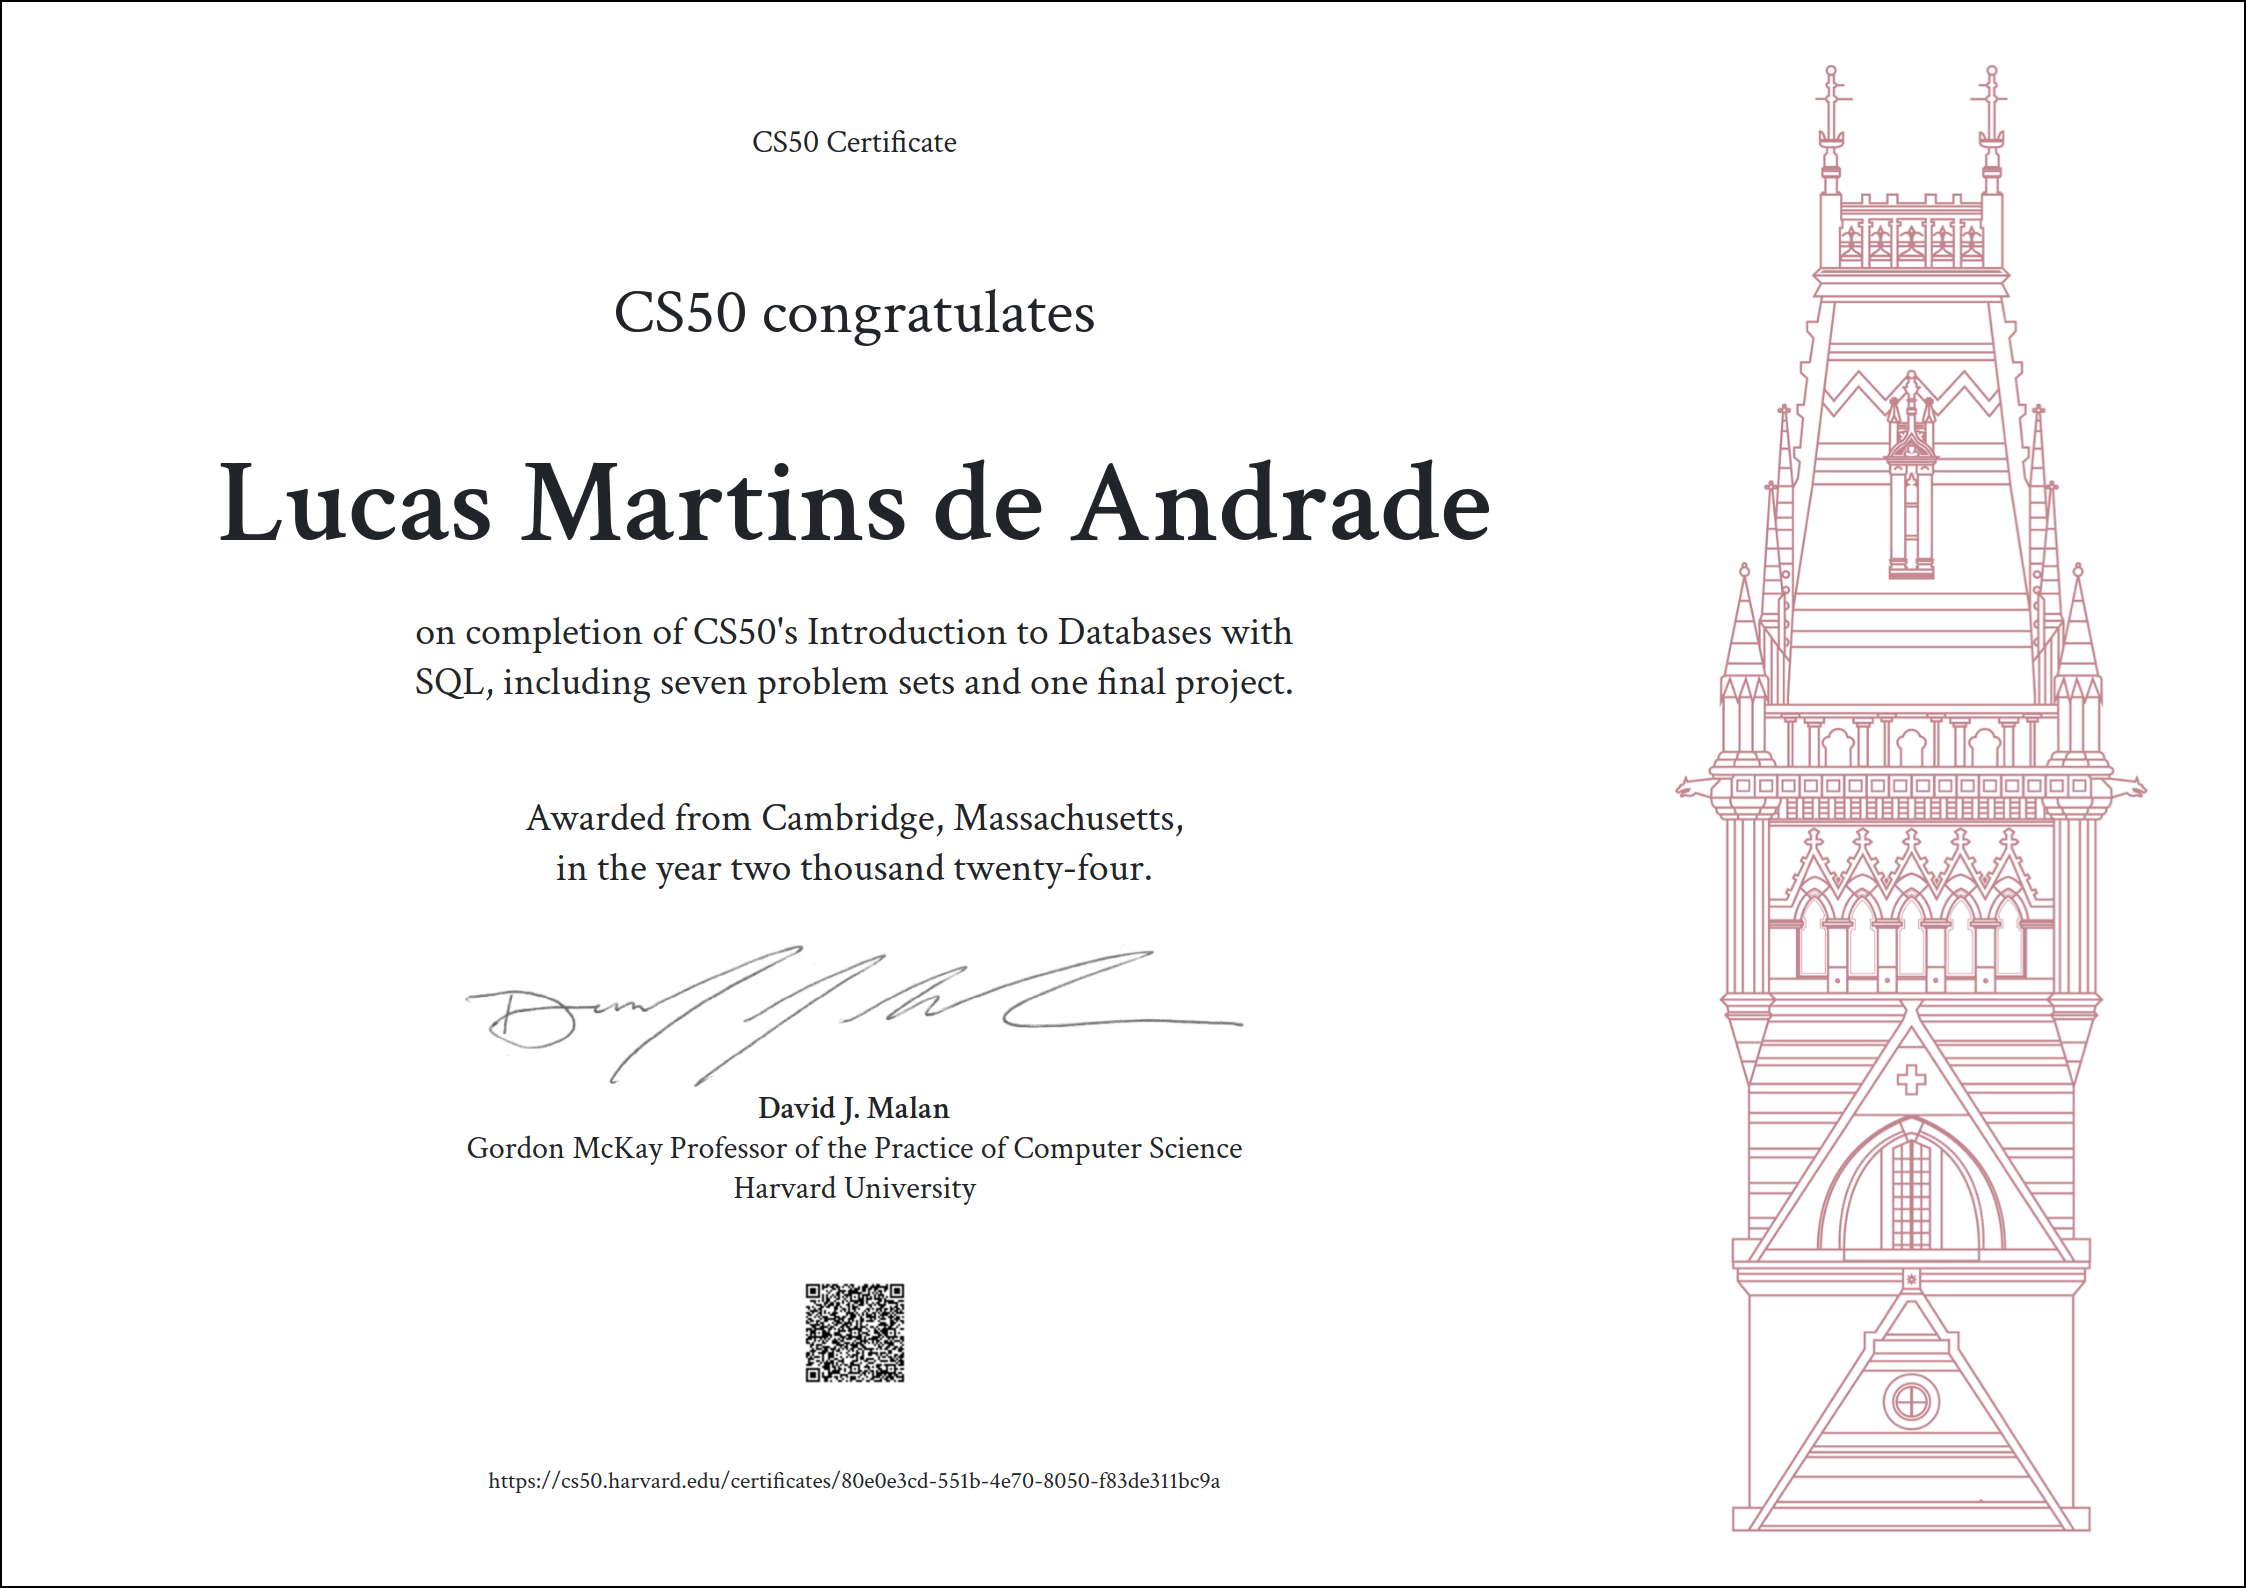 CS50 Certificate
CS50 congratulates
Lucas Martins de Andrade
on completion of CS50's Introduction to Databases with
SQL, including seven problem sets and one final project.
Awarded from Cambridge, Massachusetts,
in the year two thousand twenty-four.
David J. Malan
Gordon McKay Professor of the Practice of Computer Science
Harvard University
https://cs50.harvard.edu/certificates/80e0e3cd-551b-4e70-8050-f83de311bc9a